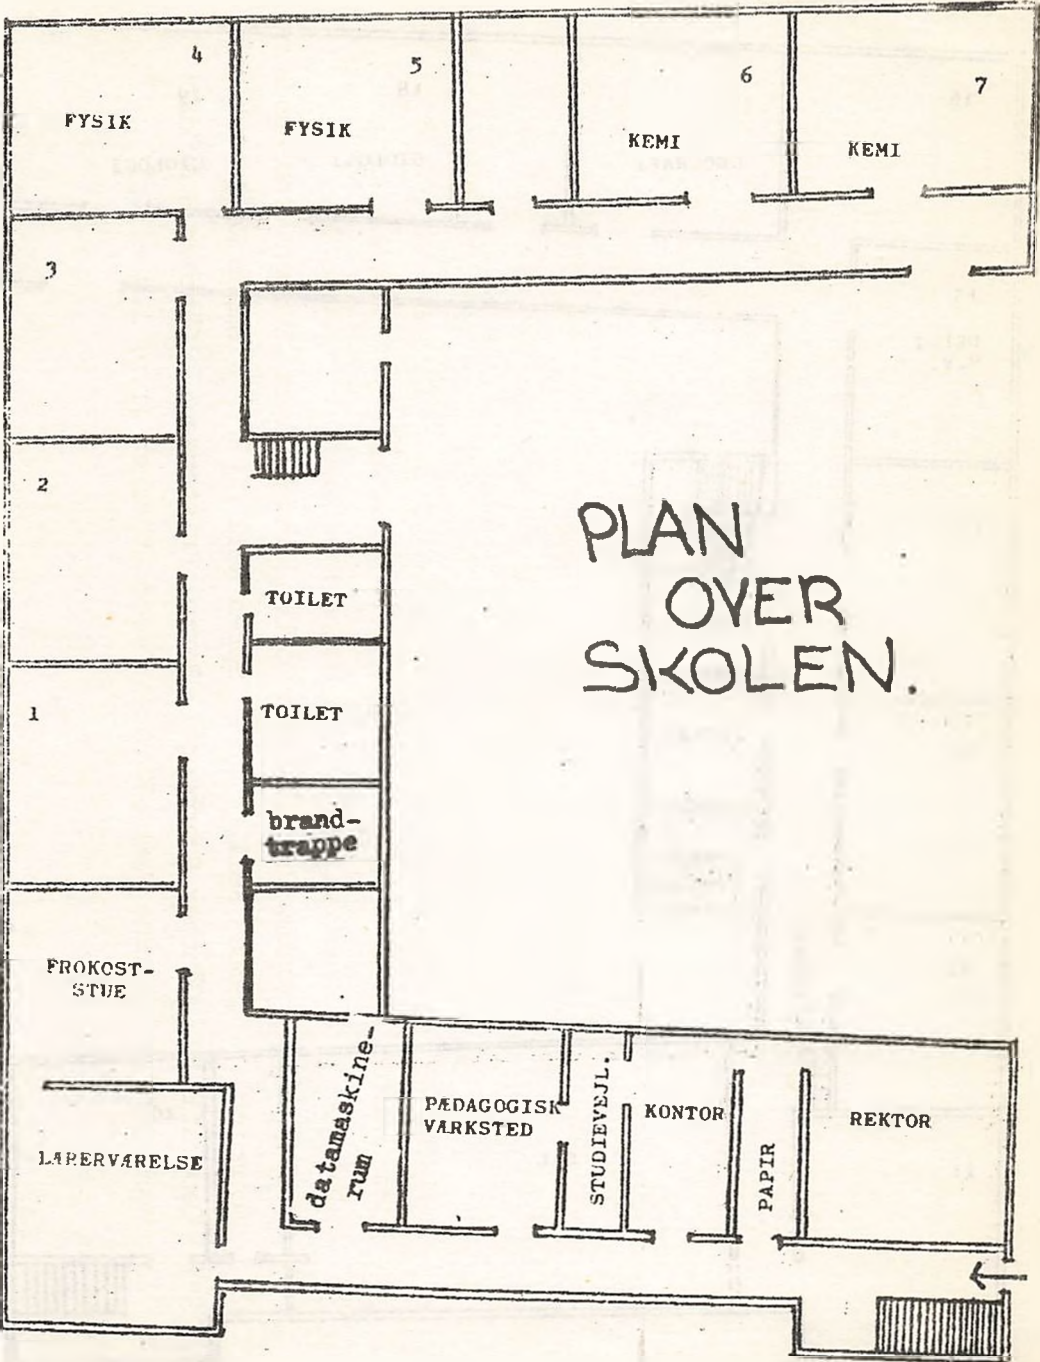 4
5
6
7
FYSIK
FYSIK
KEMI
KEMI
3
2
PLAN
OVER
SKOLEN.
TOILET
1
TOILET
brand-
trappe
FROKOST-
STUE
datamaskine-
rum
PÆDAGOGISK
VÆRKSTED
STUDIEVEJL.
KONTOR
PAPIR
REKTOR
LÆRERVÆRELSE